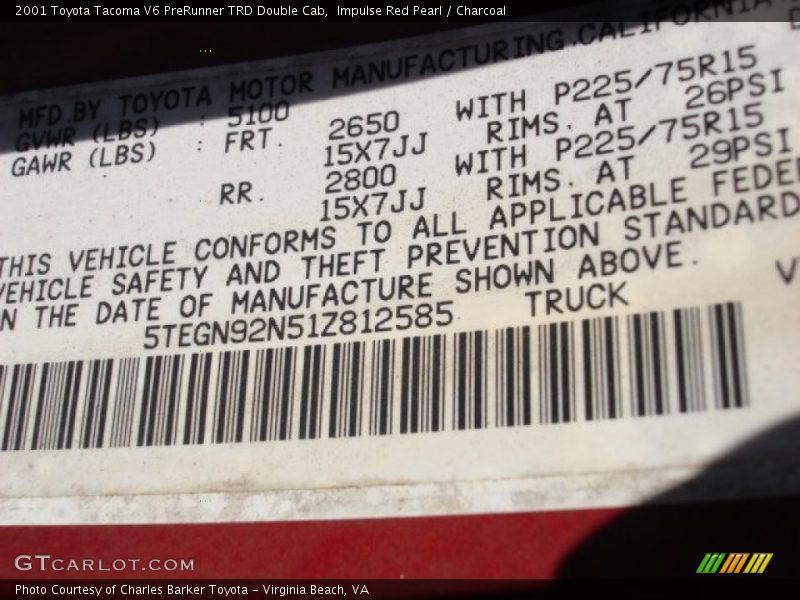 2001 Toyota Tacoma V6 PreRunner TRD Double Cab,  Impulse Red Pearl / Charcoal
MFD.BY TOYOTA MOTOR MANUFACTURING,CALIFORNIA
GVWR (LBS) : 5100
GAWR (LBS) : FRT. 2650 WITH P225/75R15
15X7JJ RIMS. AT 26PSI
RR. 2800 WITH P225/75R15
15X7JJ RIMS. AT 29PSI
THIS VEHICLE CONFORMS TO ALL APPLICABLE FEDE
VEHICLE SAFETY AND THEFT PREVENTION STANDARD
N THE DATE OF MANUFACTURE SHOWN ABOVE.
5TEGN92N51Z812585 TRUCK
GTCARLOT.COM
Photo Courtesy of Charles Barker Toyota - Virginia Beach, VA